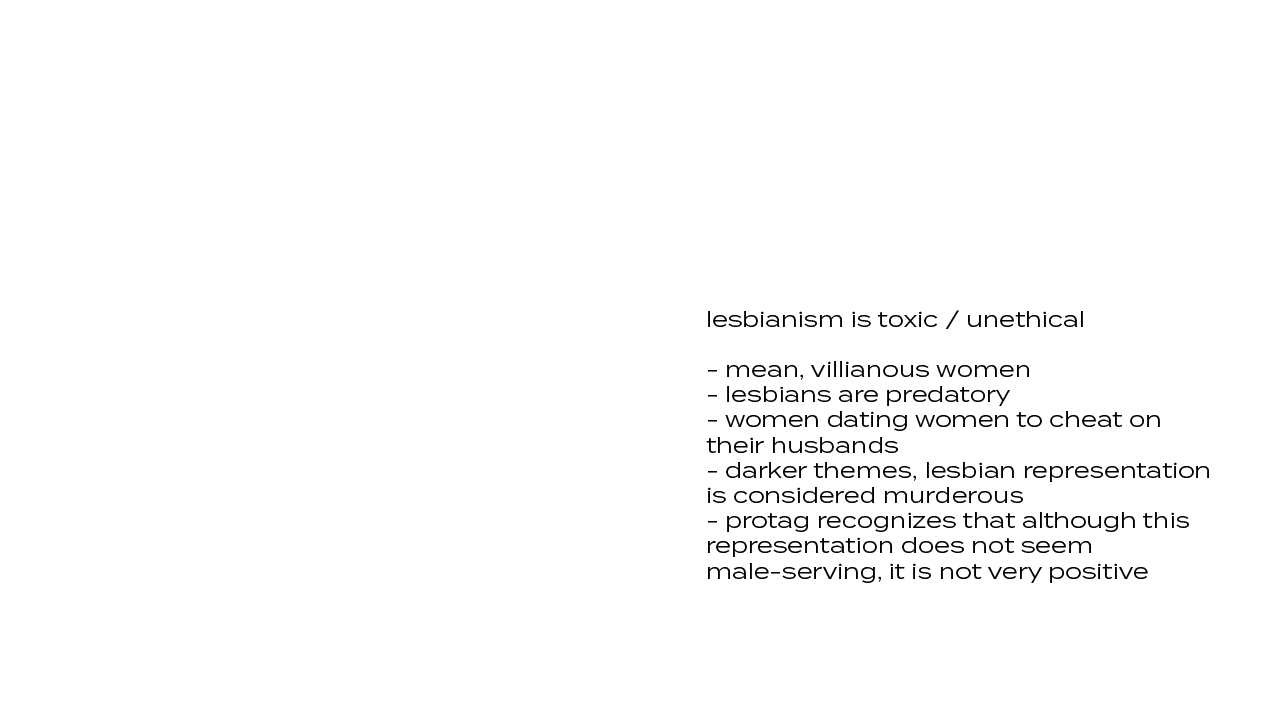 lesbianism is toxic / unethical
- mean, villianous women
- lesbians are predatory
- women dating women to cheat on
their husbands
- darker themes, lesbian representation
is considered murderous
- protag recognizes that although this
representation does not seem
male-serving, it is not very positive